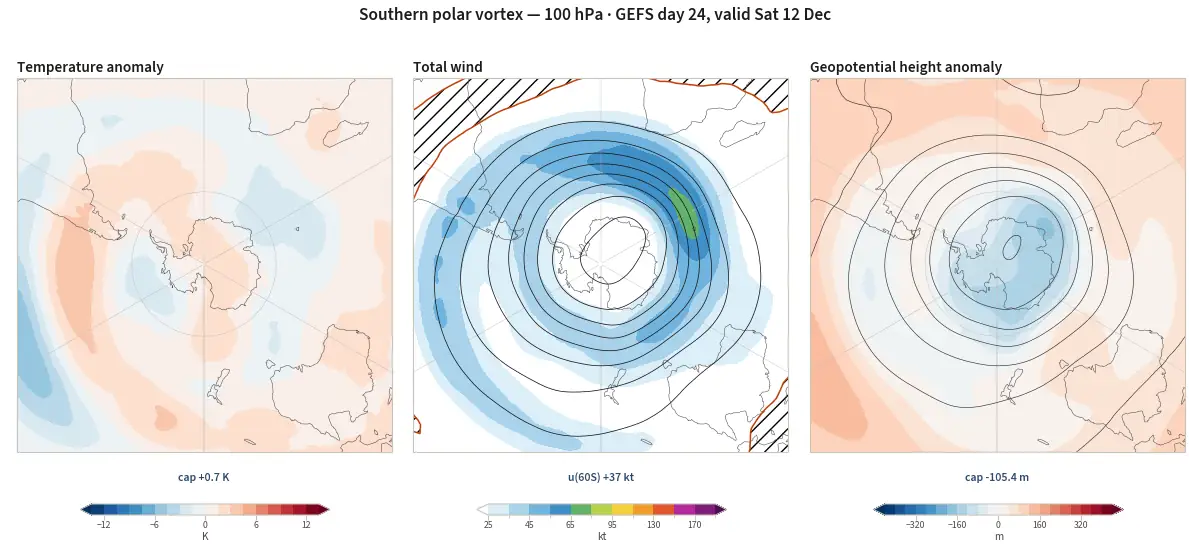 Southern polar vortex — 100 hPa · GEFS day 24, valid Sat 12 Dec
Temperature anomaly
Total wind
Geopotential height anomaly
cap +0.7 K
u(60S) +37 kt
cap -105.4 m
−12 −6 0 6 12
K
25 45 65 95 130 170
kt
−320 −160 0 160 320
m